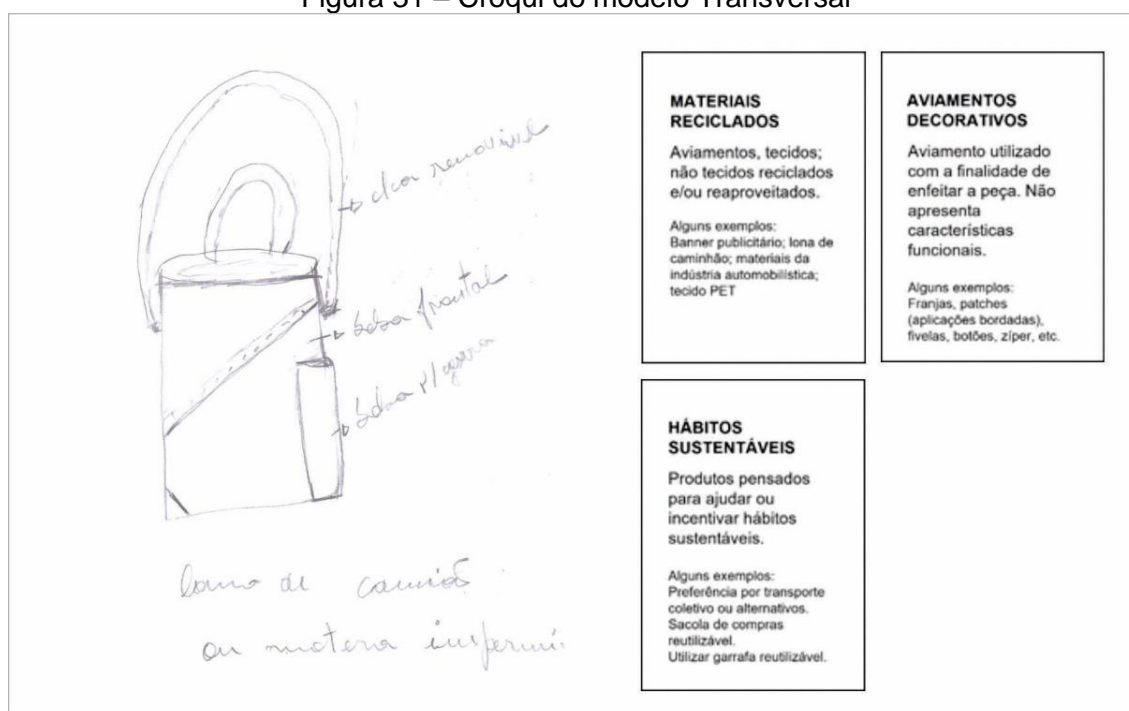 Figura 31 – Croqui do modelo Transversal
alça removível
bolsa frontal
bolsa p/ garrafa
lona de caminhão
ou materia impermi
MATERIAIS
RECICLADOS
Aviamentos, tecidos;
não tecidos reciclados
e/ou reaproveitados.
Alguns exemplos:
Banner publicitário; lona de
caminhão; materiais da
indústria automobilística;
tecido PET
AVIAMENTOS
DECORATIVOS
Aviamento utilizado
com a finalidade de
enfeitar a peça. Não
apresenta
características
funcionais.
Alguns exemplos:
Franjas, patches
(aplicações bordadas),
fivelas, botões, zíper, etc.
HÁBITOS
SUSTENTÁVEIS
Produtos pensados
para ajudar ou
incentivar hábitos
sustentáveis.
Alguns exemplos:
Preferência por transporte
coletivo ou alternativos.
Sacola de compras
reutilizável.
Utilizar garrafa reutilizável.